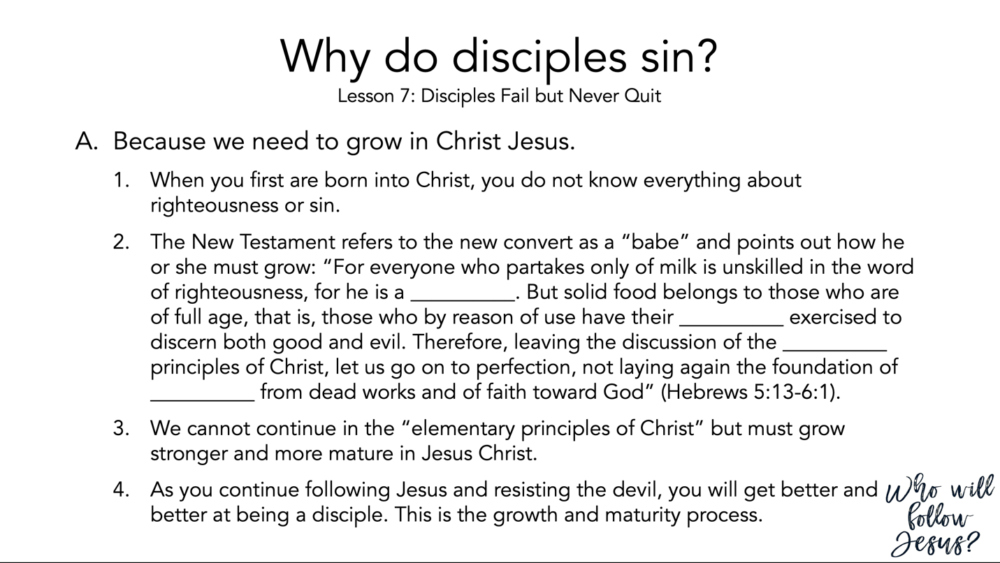 Why do disciples sin?
Lesson 7: Disciples Fail but Never Quit
A. Because we need to grow in Christ Jesus.
1. When you first are born into Christ, you do not know everything about
righteousness or sin.
2. The New Testament refers to the new convert as a “babe” and points out how he
or she must grow: “For everyone who partakes only of milk is unskilled in the word
of righteousness, for he is a __________. But solid food belongs to those who are
of full age, that is, those who by reason of use have their __________ exercised to
discern both good and evil. Therefore, leaving the discussion of the __________
principles of Christ, let us go on to perfection, not laying again the foundation of
__________ from dead works and of faith toward God” (Hebrews 5:13-6:1).
3. We cannot continue in the “elementary principles of Christ” but must grow
stronger and more mature in Jesus Christ.
4. As you continue following Jesus and resisting the devil, you will get better and
better at being a disciple. This is the growth and maturity process.
Who will
follow
Jesus?